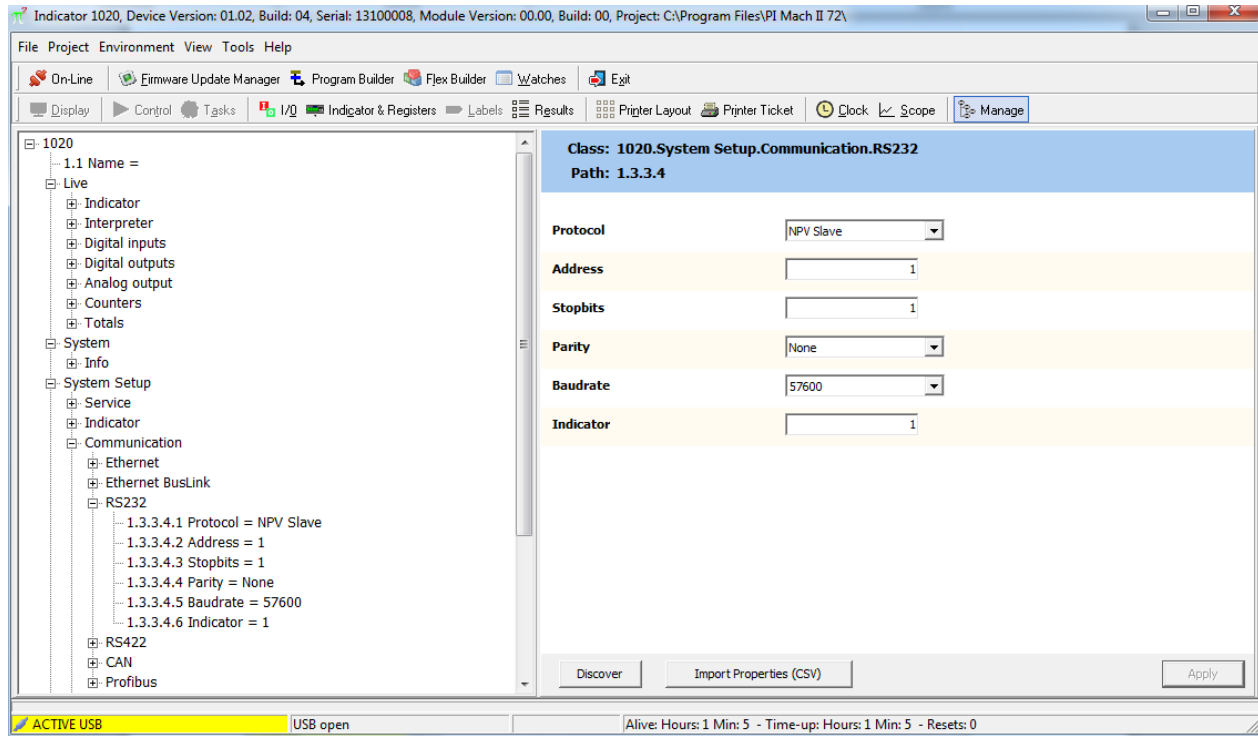 Indicator 1020, Device Version: 01.02, Build: 04, Serial: 13100008, Module Version: 00.00, Build: 00, Project: C:\Program Files\PI Mach II 72\
File Project Environment View Tools Help
On-Line Firmware Update Manager Program Builder Flex Builder Watches Exit
Display Control Tasks I/O Indicator & Registers Labels Results Printer Layout Printer Ticket Clock Scope Manage
1020
1.1 Name =
Live
Indicator
Interpreter
Digital inputs
Digital outputs
Analog output
Counters
Totals
System
Info
System Setup
Service
Indicator
Communication
Ethernet
Ethernet BusLink
RS232
1.3.3.4.1 Protocol = NPV Slave
1.3.3.4.2 Address = 1
1.3.3.4.3 Stopbits = 1
1.3.3.4.4 Parity = None
1.3.3.4.5 Baudrate = 57600
1.3.3.4.6 Indicator = 1
RS422
CAN
Profibus
Class: 1020.System Setup.Communication.RS232
Path: 1.3.3.4
Protocol NPV Slave
Address 1
Stopbits 1
Parity None
Baudrate 57600
Indicator 1
Discover Import Properties (CSV) Apply
ACTIVE USB USB open Alive: Hours: 1 Min: 5 - Time-up: Hours: 1 Min: 5 - Resets: 0